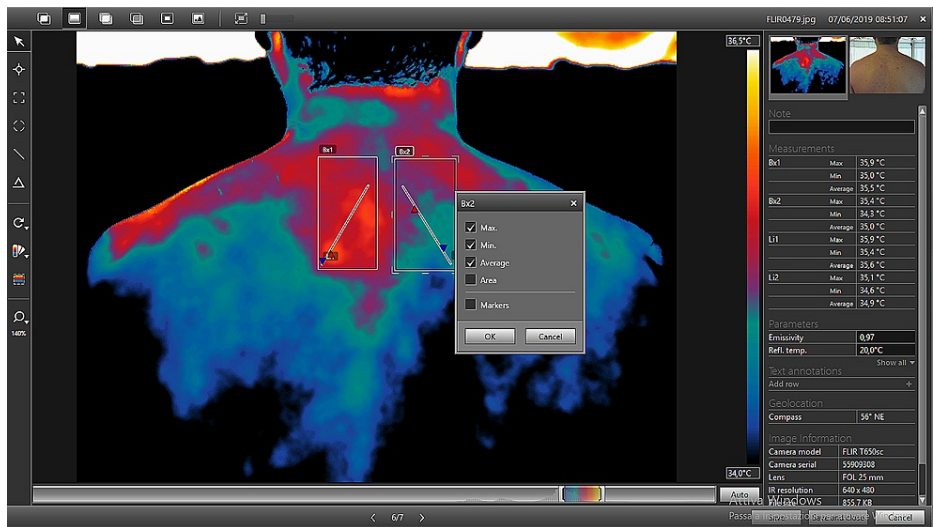 FLIR0479.jpg 07/06/2019 08:51:07
36,5°C
Bx1
Bx2
Bx2
Max.
Min.
Average
Area
Markers
OK Cancel
140%
34,0°C
Auto
6/7
Note
Measurements
Bx1 Max 35,9 °C
Min 35,0 °C
Average 35,5 °C
Bx2 Max 35,4 °C
Min 34,3 °C
Average 35,0 °C
Li1 Max 35,9 °C
Min 35,4 °C
Average 35,6 °C
Li2 Max 35,1 °C
Min 34,6 °C
Average 34,9 °C
Parameters
Emissivity 0,97
Refl. temp. 20,0°C
Show all
Text annotations
Add row +
Geolocation
Compass 56° NE
Image Information
Camera model FLIR T650sc
Camera serial 55909308
Lens FOL 25 mm
IR resolution 640 x 480
855.7 KB
Attiva Windows
Cancel